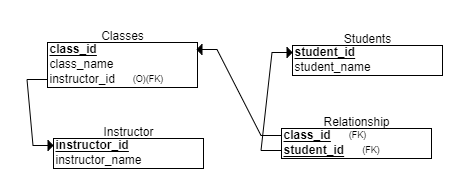 Classes
class_id
class_name
instructor_id (O)(FK)
Students
student_id
student_name
Instructor
instructor_id
instructor_name
Relationship
class_id (FK)
student_id (FK)